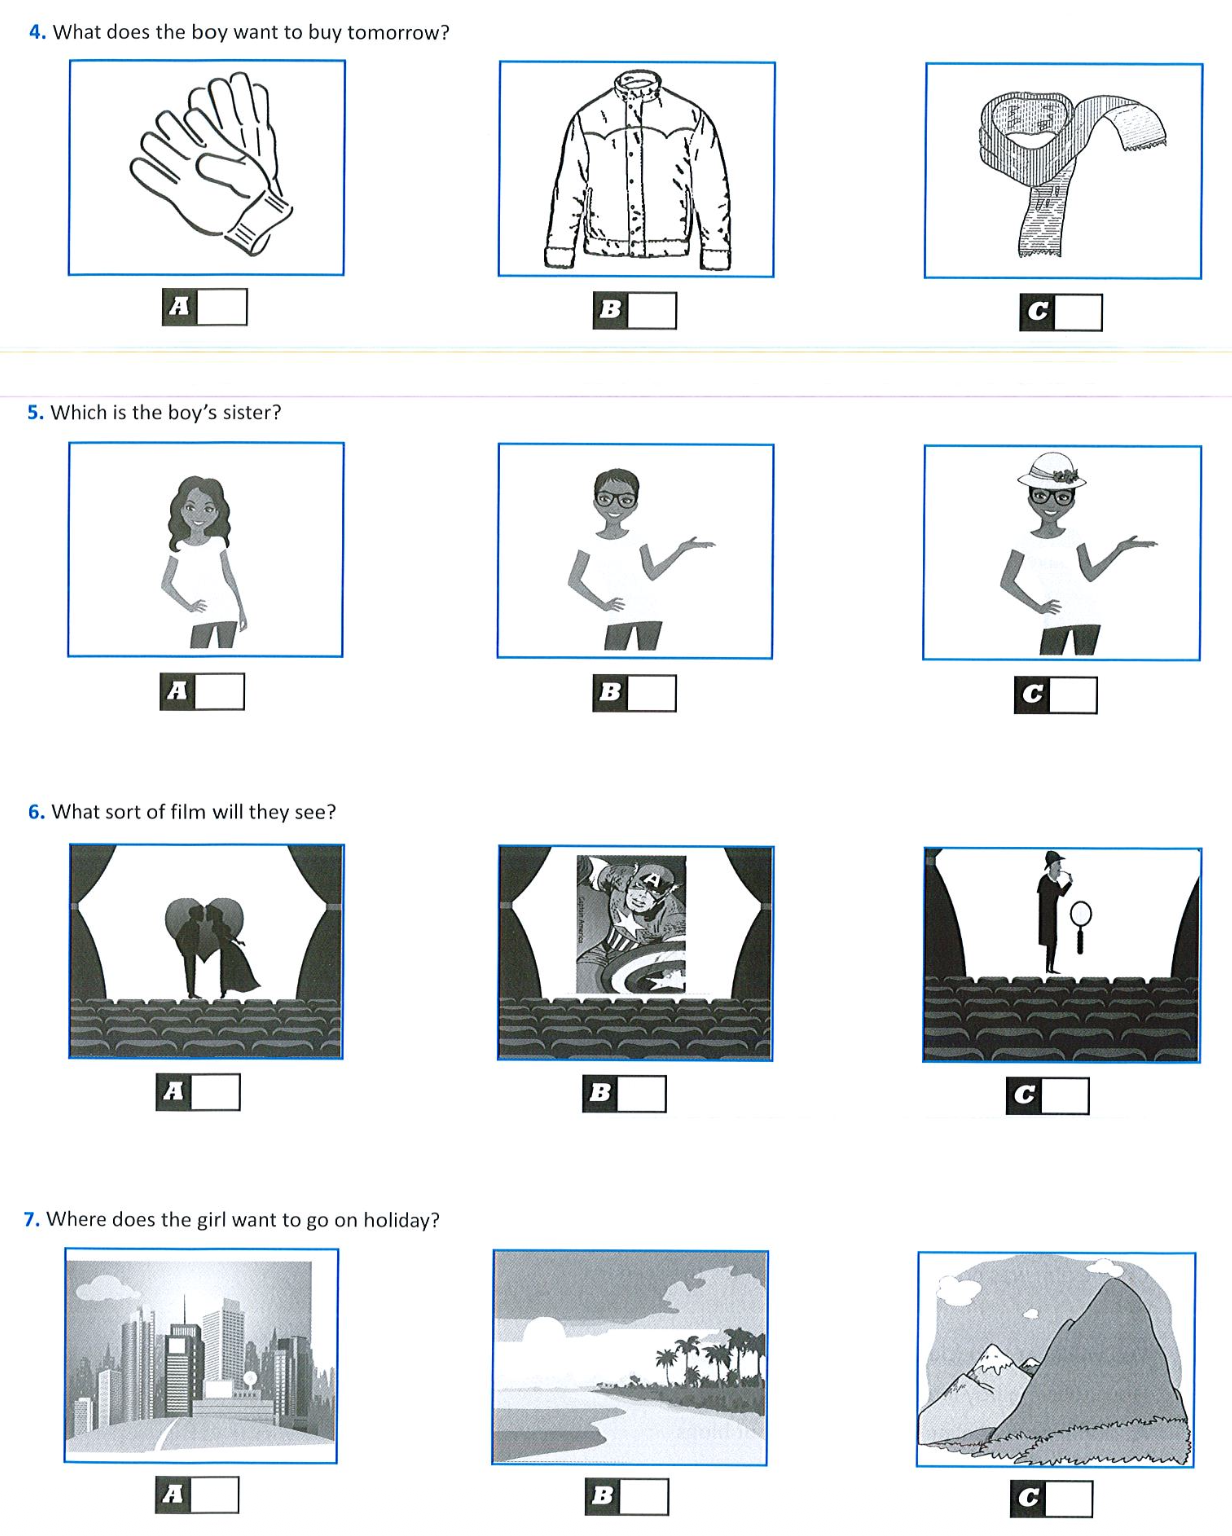 4. What does the boy want to buy tomorrow?
A
B
C
5. Which is the boy's sister?
A
B
C
6. What sort of film will they see?
A
A
B
C
7. Where does the girl want to go on holiday?
A
B
C